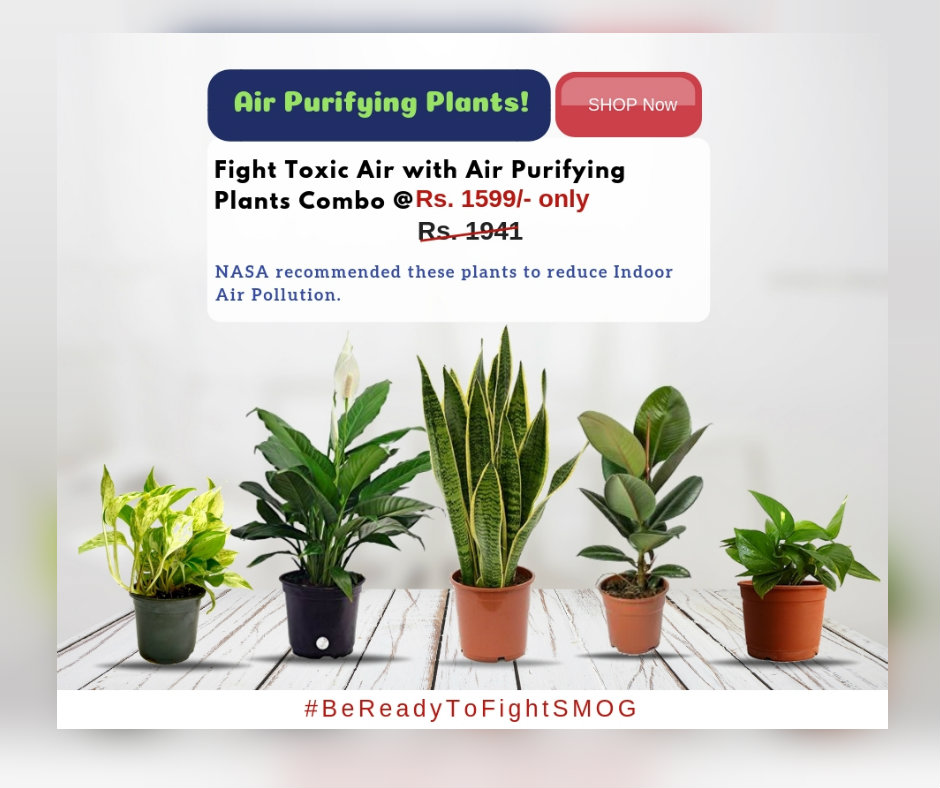 Air Purifying Plants!
SHOP Now
Fight Toxic Air with Air Purifying
Plants Combo @Rs. 1599/- only
Rs. 1941
NASA recommended these plants to reduce Indoor
Air Pollution.
#BeReadyToFightSMOG